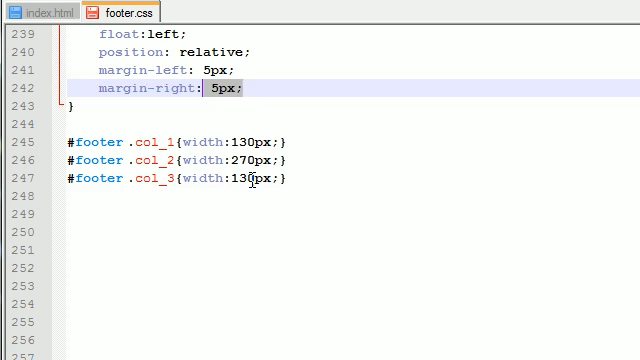 index.html footer.css
239 float:left;
240 position: relative;
241 margin-left: 5px;
242 margin-right: 5px;
243 }
244
245 #footer .col_1{width:130px;}
246 #footer .col_2{width:270px;}
247 #footer .col_3{width:130px;}
248
249
250
251
252
253
254
255
256
257